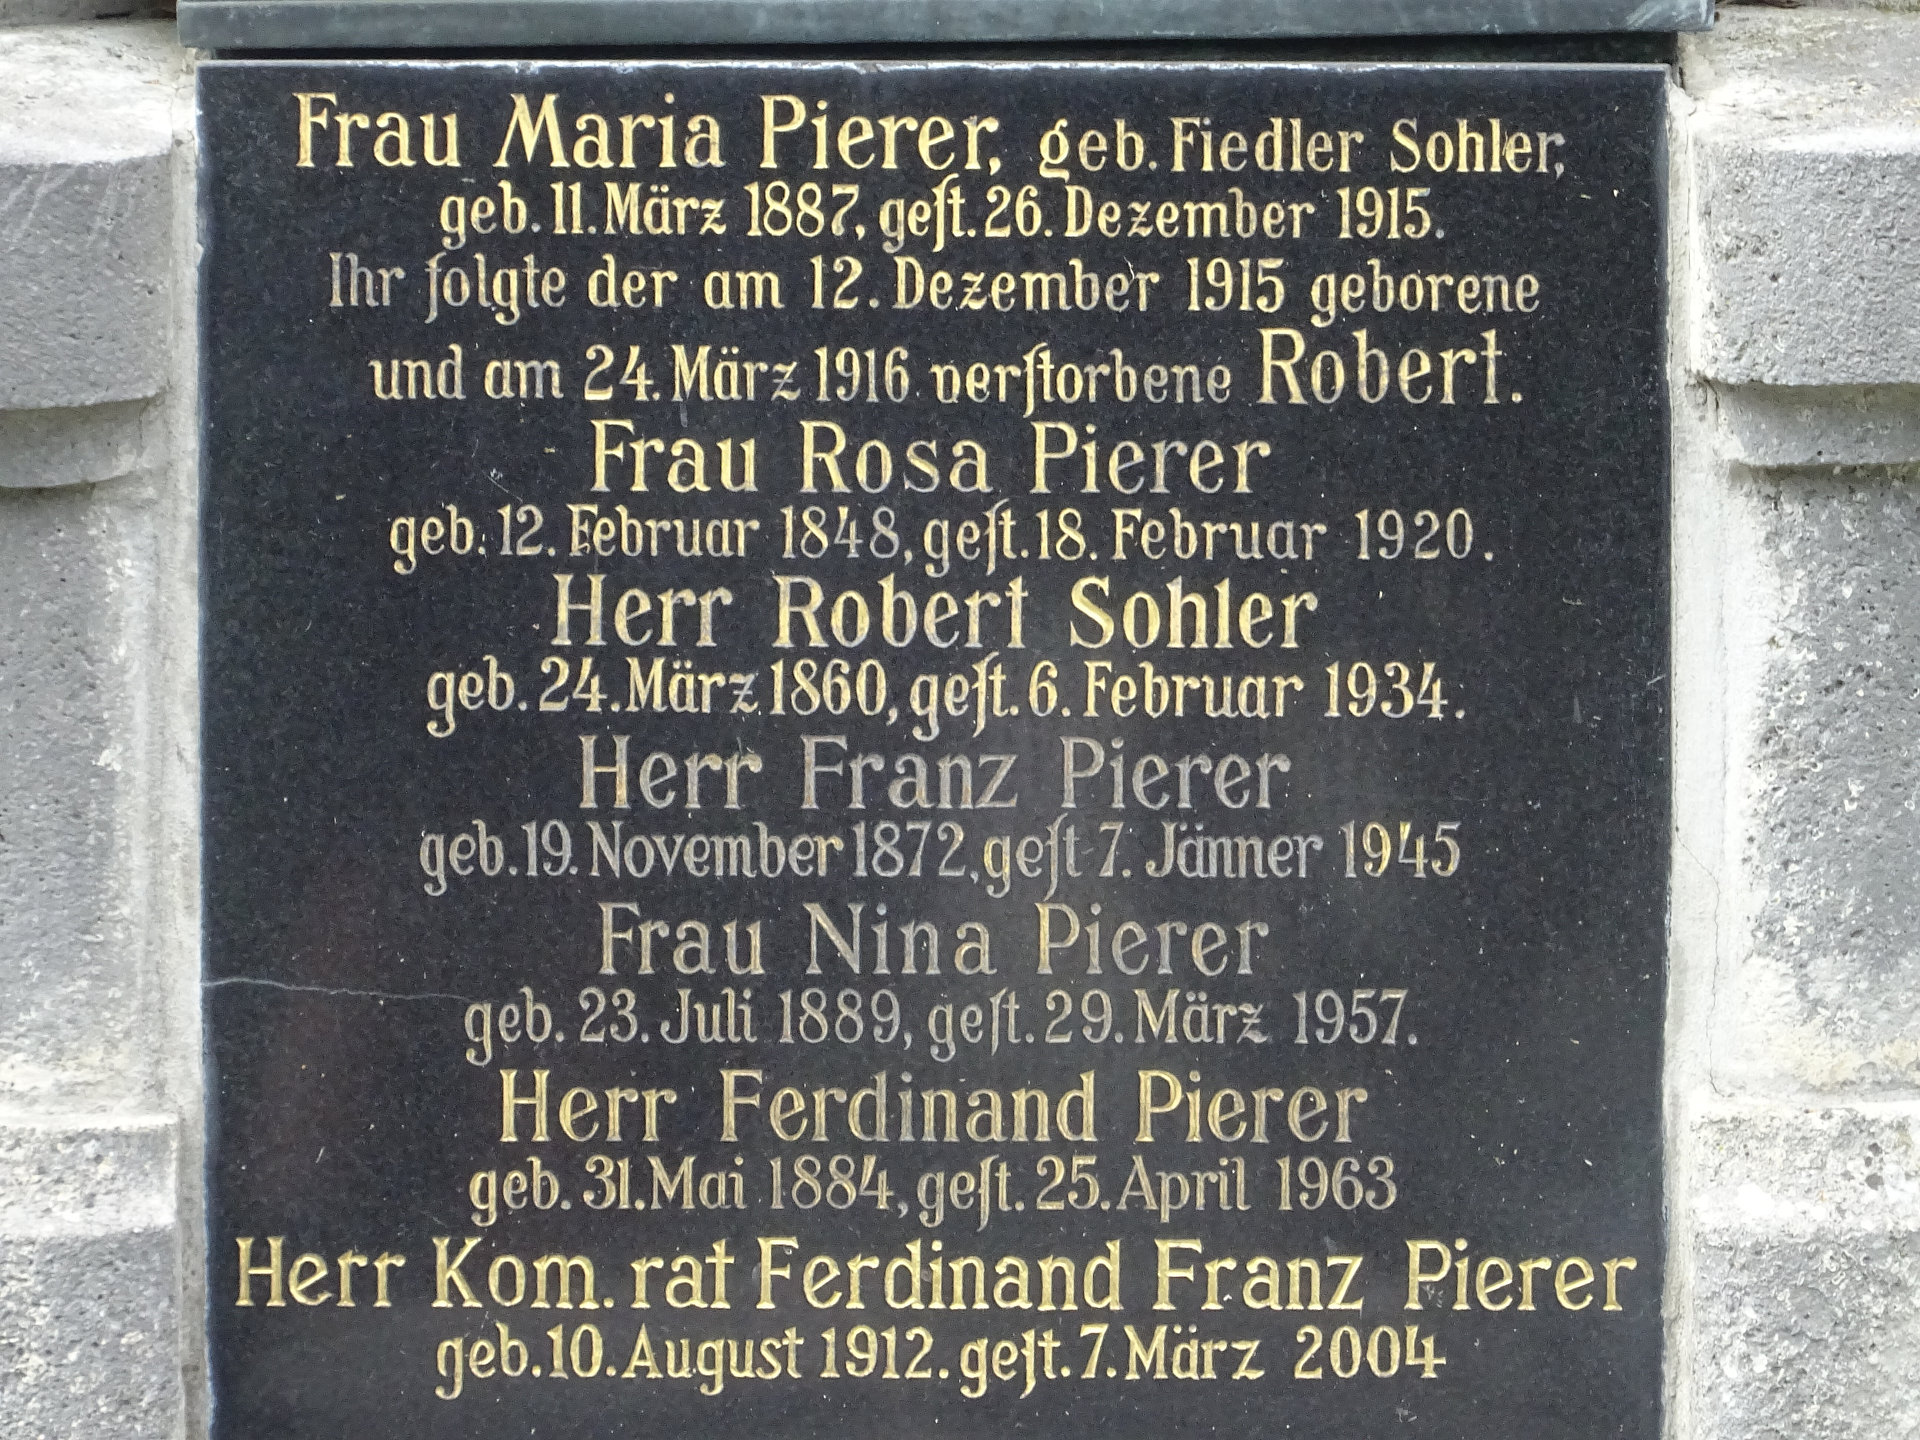 Frau Maria Pierer, geb. Fiedler Sohler,
geb. 11. März 1887, geſt. 26. Dezember 1915.
Ihr folgte der am 12. Dezember 1915 geborene
und am 24. März 1916 verſtorbene Robert.
Frau Rosa Pierer
geb. 12. Februar 1848, geſt. 18. Februar 1920.
Herr Robert Sohler
geb. 24. März 1860, geſt. 6. Februar 1934.
Herr Franz Pierer
geb. 19. November 1872, geſt 7. Jänner 1945
Frau Nina Pierer
geb. 23. Juli 1889, geſt. 29. März 1957.
Herr Ferdinand Pierer
geb. 31. Mai 1884, geſt. 25. April 1963
Herr Kom. rat Ferdinand Franz Pierer
geb. 10. August 1912. geſt. 7. März 2004